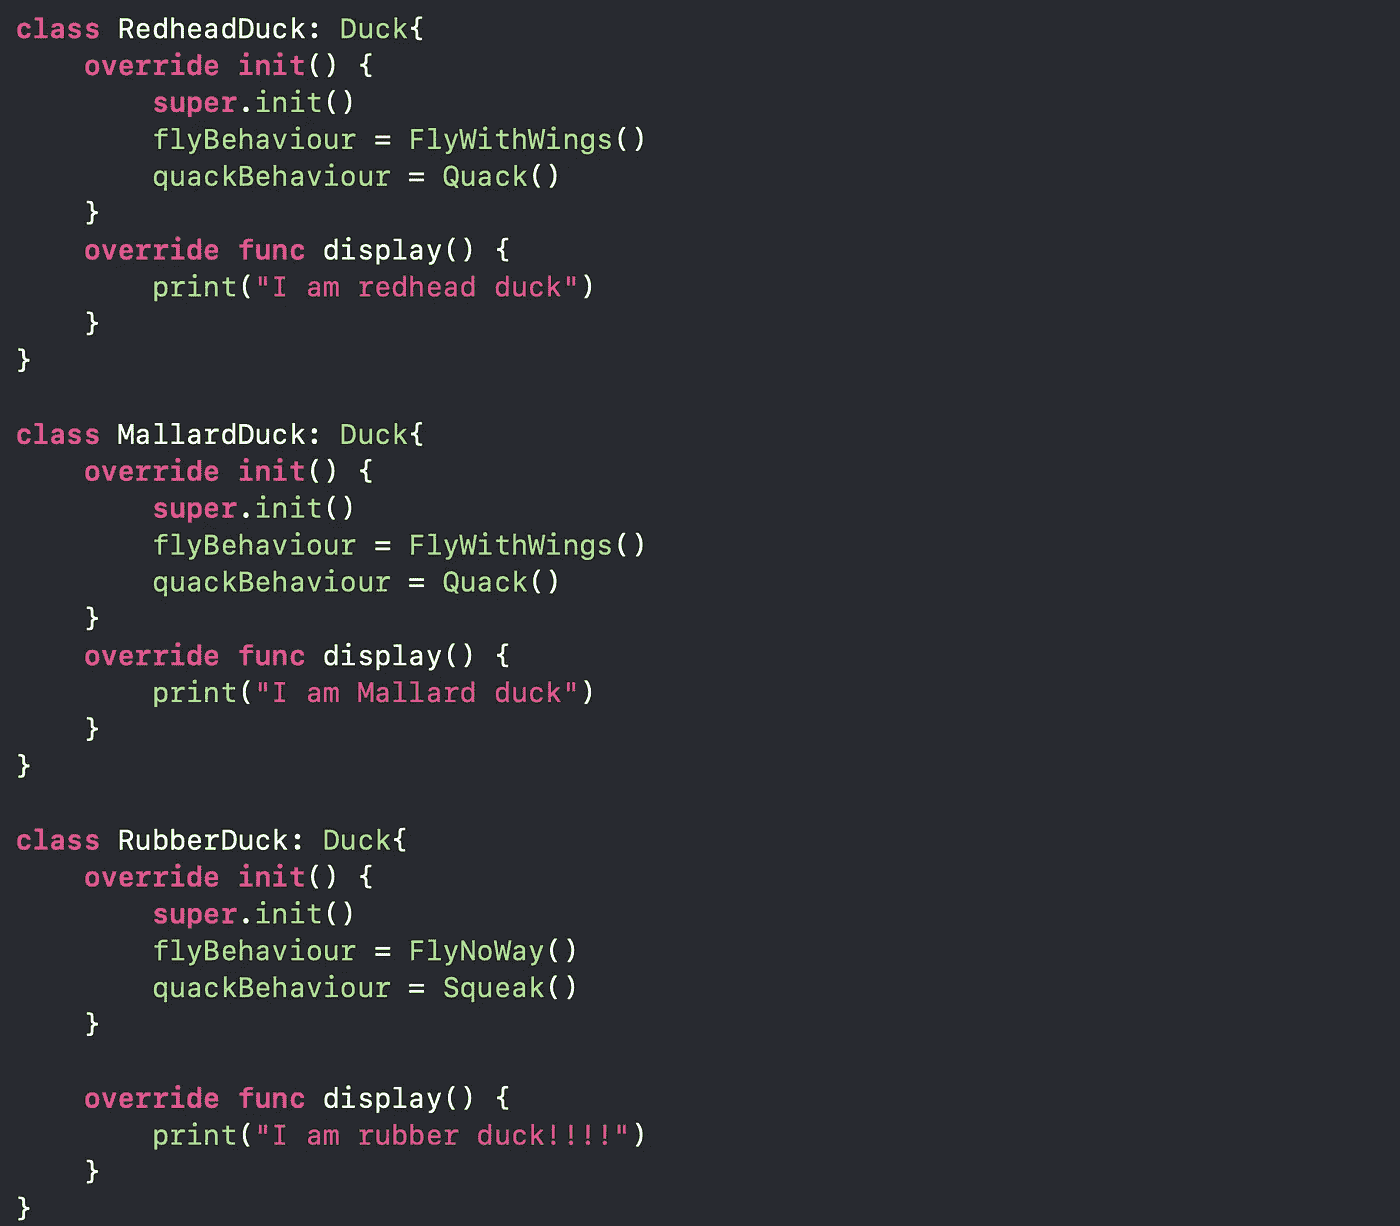 class RedheadDuck: Duck{
    override init() {
        super.init()
        flyBehaviour = FlyWithWings()
        quackBehaviour = Quack()
    }
    override func display() {
        print("I am redhead duck")
    }
}

class MallardDuck: Duck{
    override init() {
        super.init()
        flyBehaviour = FlyWithWings()
        quackBehaviour = Quack()
    }
    override func display() {
        print("I am Mallard duck")
    }
}

class RubberDuck: Duck{
    override init() {
        super.init()
        flyBehaviour = FlyNoWay()
        quackBehaviour = Squeak()
    }

    override func display() {
        print("I am rubber duck!!!!")
    }
}